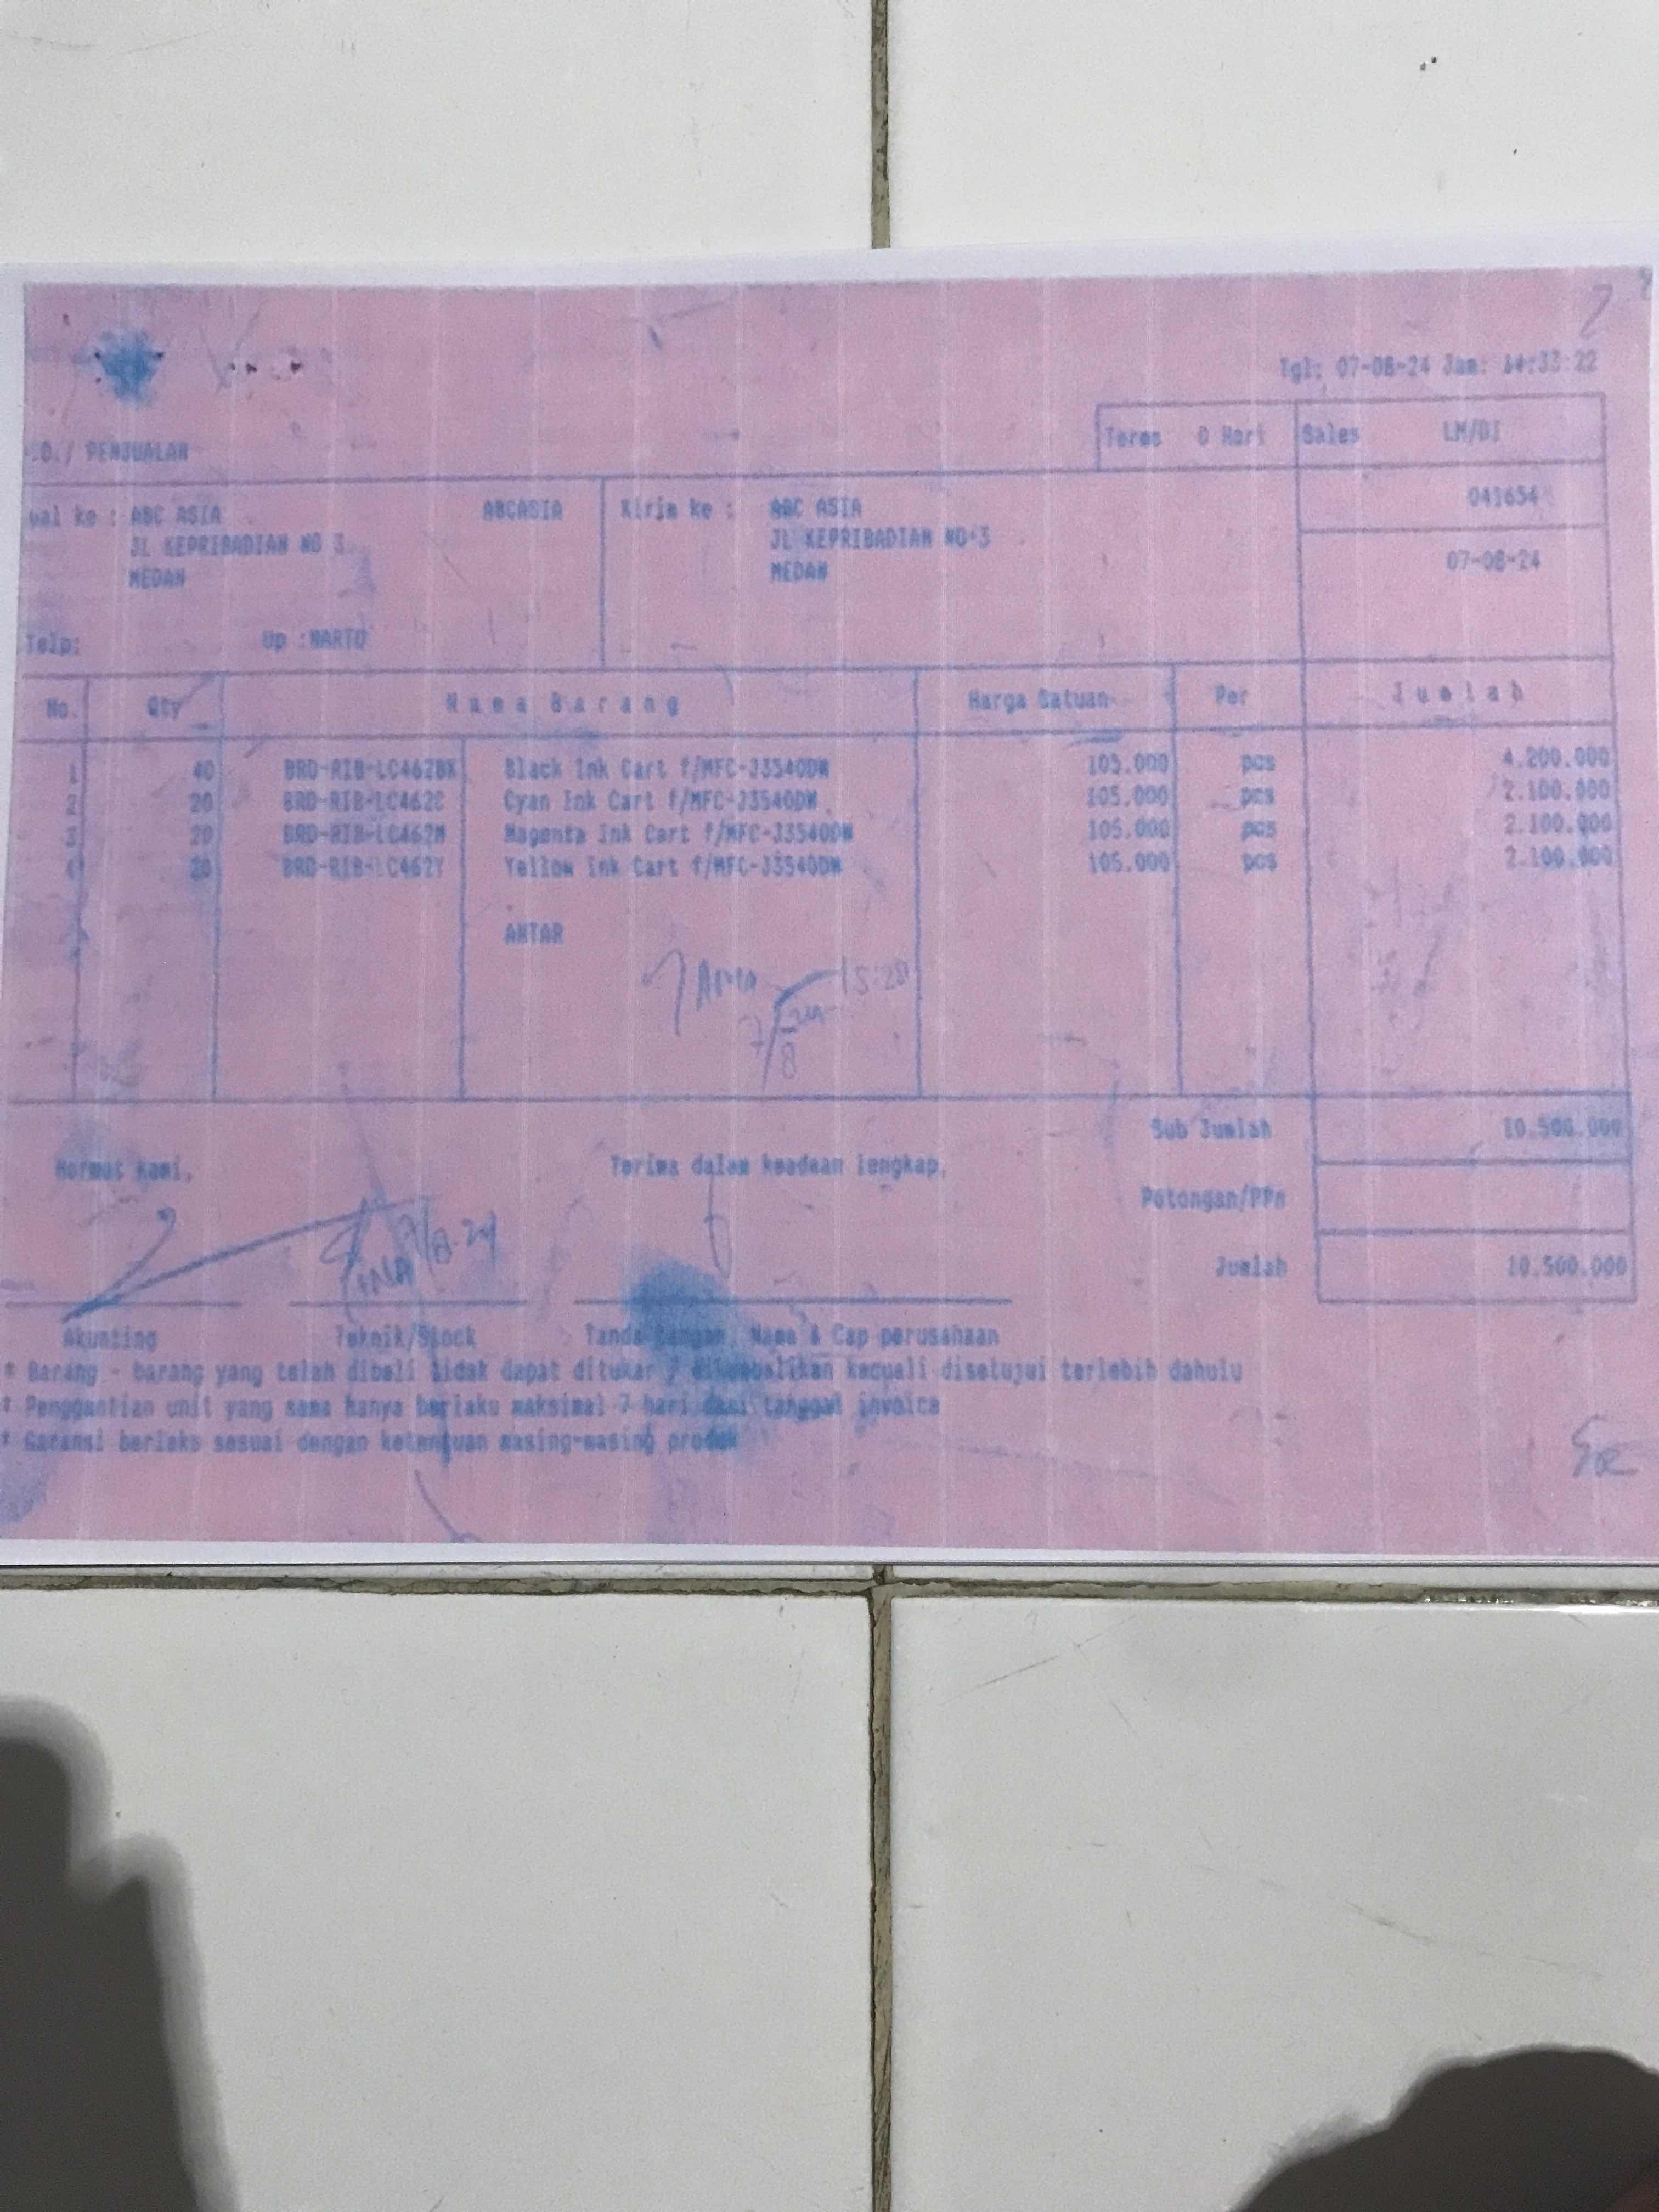 Tgl: 07-08-24 Jam: 14:33:22
Terms 0 Hari Sales LM/DI
.O./ PENJUALAN
ual ke : ABC ASIA ABCASIA Kirim ke : ABC ASIA 041654
JL KEPRIBADIAN NO 3 JL KEPRIBADIAN NO 3
MEDAN MEDAN 07-08-24
Telp: Up :
No. Qty Nama Barang Harga Satuan Per Jumlah
1 40 BRO-RIB-LC462BK Black Ink Cart f/MFC-J3540DW 105.000 pcs 4.200.000
2 20 BRO-RIB-LC462C Cyan Ink Cart f/MFC-J3540DW 105.000 pcs 2.100.000
3 20 BRO-RIB-LC462M Magenta Ink Cart f/MFC-J3540DW 105.000 pcs 2.100.000
4 20 BRO-RIB-LC462Y Yellow Ink Cart f/MFC-J3540DW 105.000 pcs 2.100.000
ANTAR
15:20
7/8
Sub Jumlah 10.500.000
Hormat kami, Terima dalam keadaan lengkap,
Potongan/PPn
7/8-24
Jumlah 10.500.000
Akunting Teknik/Stock Tanda tangan, Nama & Cap perusahaan
* Barang - barang yang telah dibeli tidak dapat ditukar / dikembalikan kecuali disetujui terlebih dahulu
* Penggantian unit yang sama hanya berlaku maksimal 7 hari dari tanggal invoice
* Garansi berlaku sesuai dengan ketentuan masing-masing produk